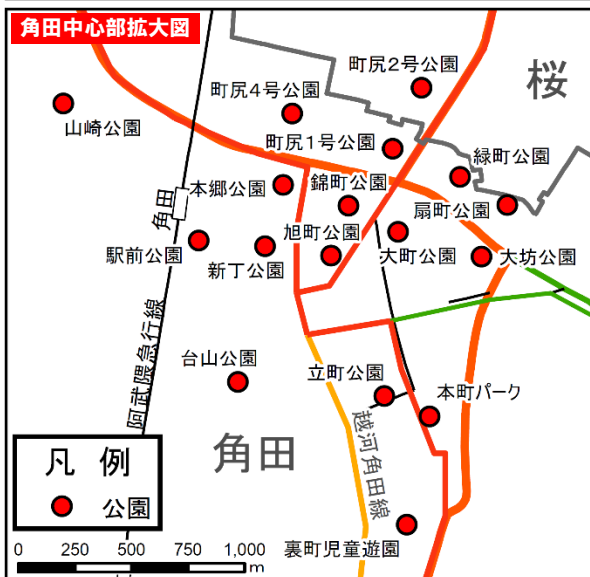 角田中心部拡大図
町尻2号公園
桜
町尻4号公園
山崎公園
町尻1号公園
緑町公園
本郷公園
錦町公園
扇町公園
角田
旭町公園
駅前公園
新丁公園
大町公園
大坊公園
阿武隈急行線
台山公園
立町公園
本町パーク
角田
越河角田線
凡 例
公園
裏町児童遊園
0 250 500 750 1,000
m